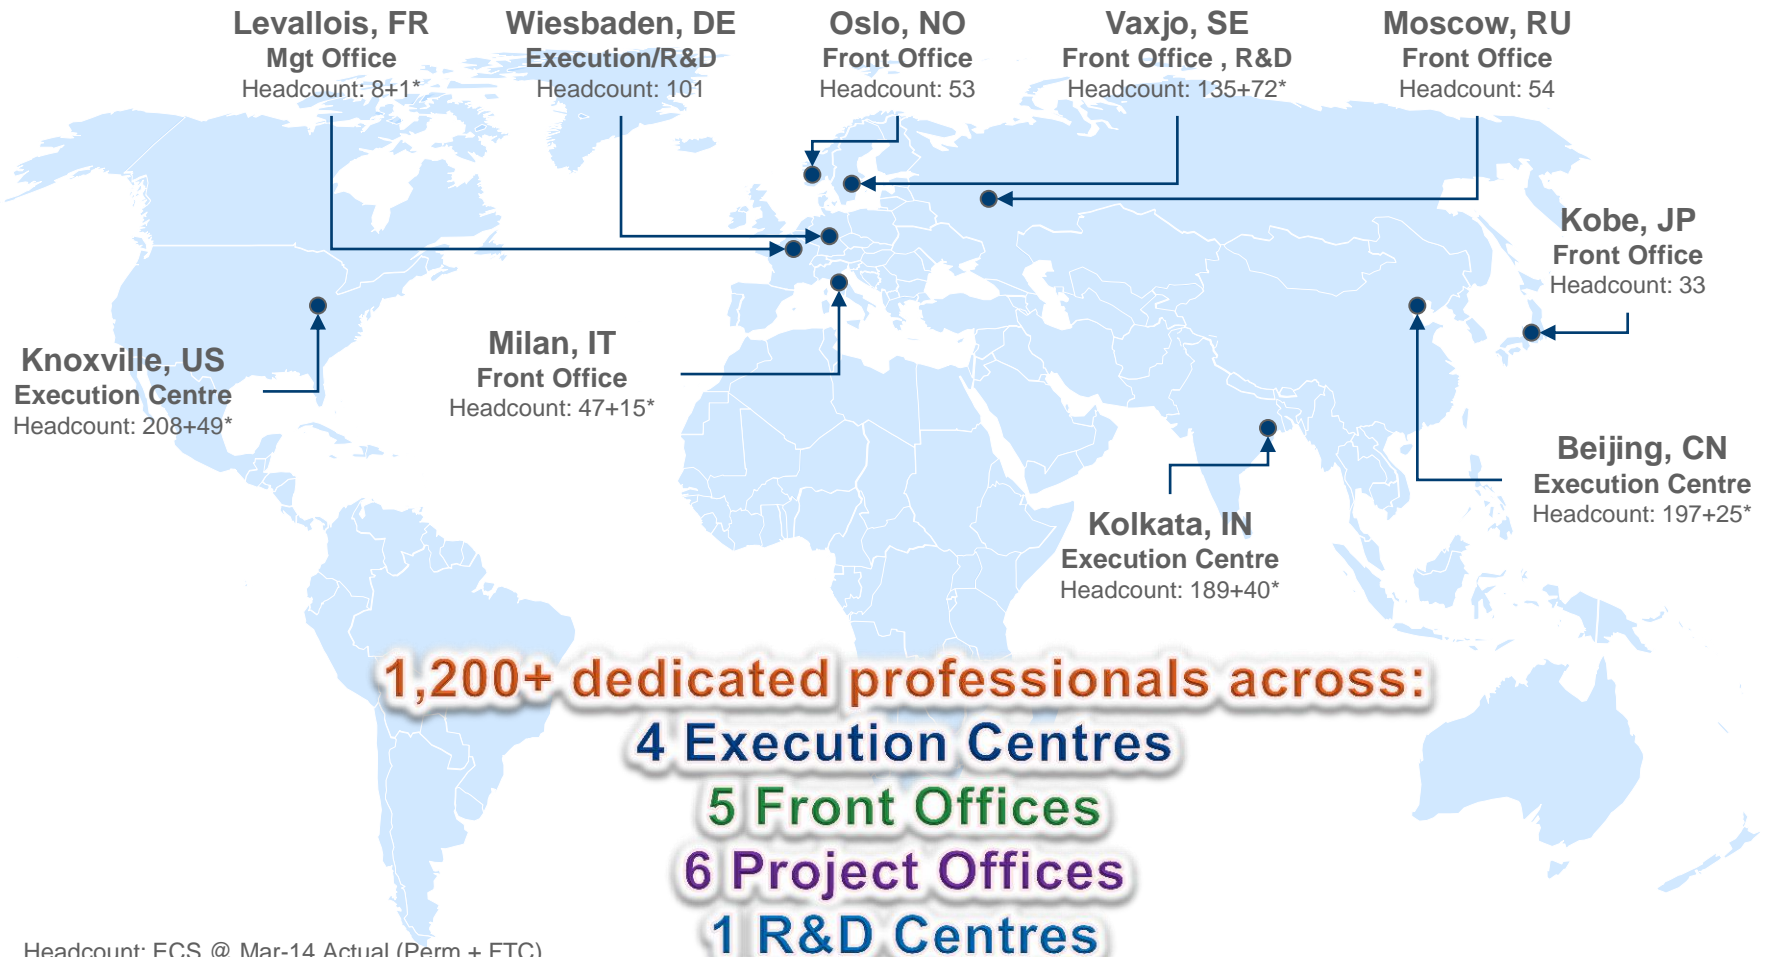 Levallois, FR
Mgt Office
Headcount: 8+1*
Wiesbaden, DE
Execution/R&D
Headcount: 101
Oslo, NO
Front Office
Headcount: 53
Vaxjo, SE
Front Office , R&D
Headcount: 135+72*
Moscow, RU
Front Office
Headcount: 54
Kobe, JP
Front Office
Headcount: 33
Knoxville, US
Execution Centre
Headcount: 208+49*
Milan, IT
Front Office
Headcount: 47+15*
Beijing, CN
Execution Centre
Headcount: 197+25*
Kolkata, IN
Execution Centre
Headcount: 189+40*
1,200+ dedicated professionals across:
4 Execution Centres
5 Front Offices
6 Project Offices
1 R&D Centres
Headcount: ECS @ Mar-14 Actual (Perm + FTC)